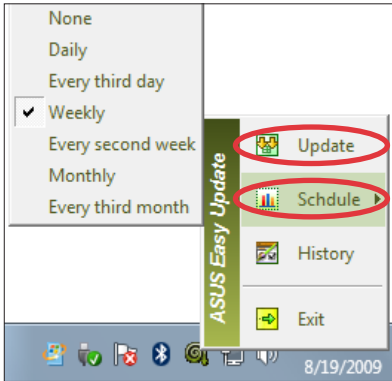 None
Daily
Every third day
Weekly
Every second week
Monthly
Every third month
ASUS Easy Update
Update
Schdule
History
Exit
8/19/2009